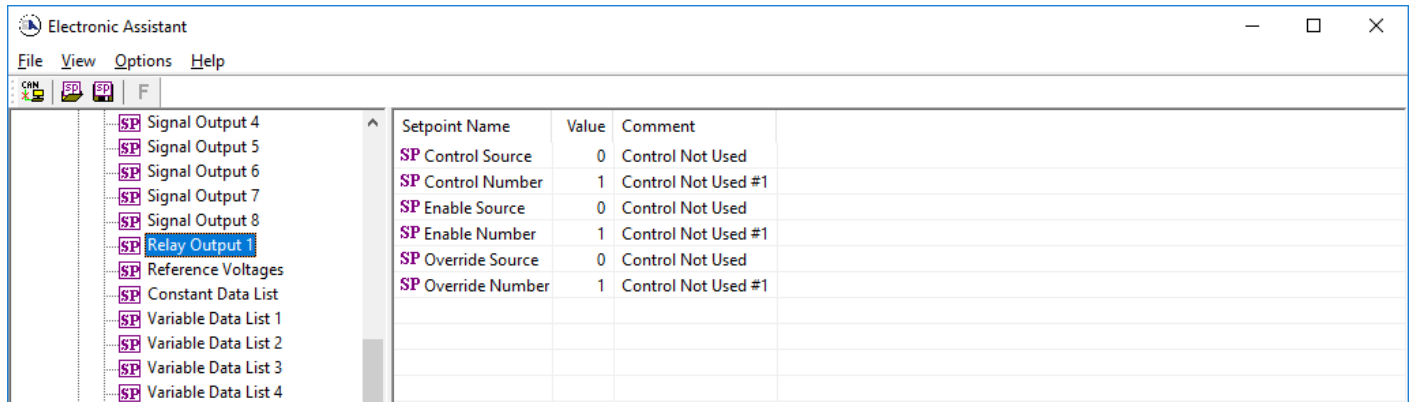 Electronic Assistant
File View Options Help
CAN SP SP F
SP Signal Output 4
SP Signal Output 5
SP Signal Output 6
SP Signal Output 7
SP Signal Output 8
SP Relay Output 1
SP Reference Voltages
SP Constant Data List
SP Variable Data List 1
SP Variable Data List 2
SP Variable Data List 3
SP Variable Data List 4
Setpoint Name Value Comment
SP Control Source 0 Control Not Used
SP Control Number 1 Control Not Used #1
SP Enable Source 0 Control Not Used
SP Enable Number 1 Control Not Used #1
SP Override Source 0 Control Not Used
SP Override Number 1 Control Not Used #1